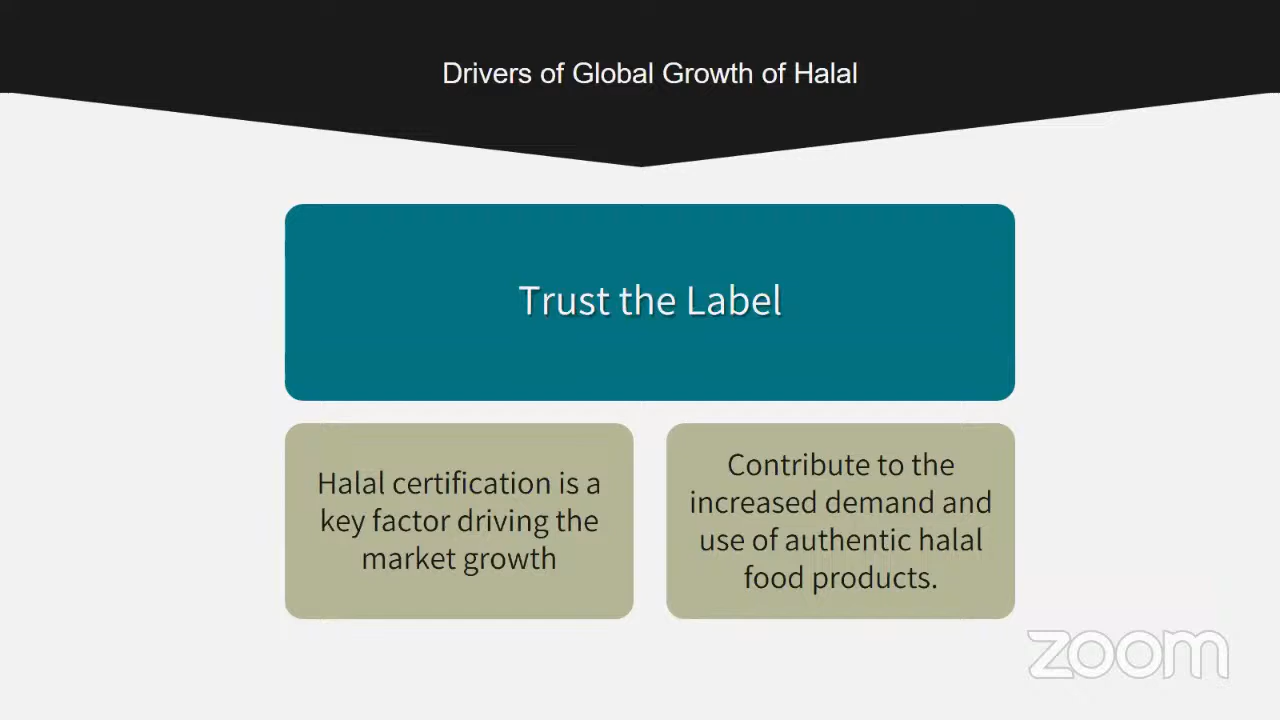 Drivers of Global Growth of Halal
Trust the Label
Halal certification is a
key factor driving the
market growth
Contribute to the
increased demand and
use of authentic halal
food products.
zoom